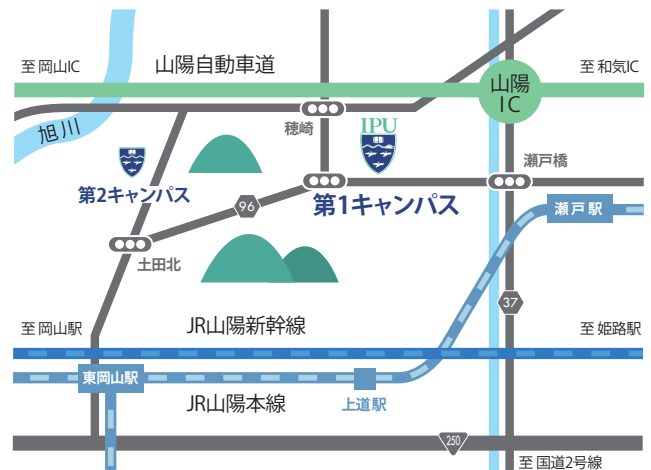 至 岡山IC
山陽自動車道
至 和気IC
山陽
IC
旭川
穂崎
IPU
瀬戸橋
第2キャンパス
第1キャンパス
96
瀬戸駅
土田北
37
至 岡山駅
JR山陽新幹線
至 姫路駅
東岡山駅
JR山陽本線
上道駅
250
至 国道2号線